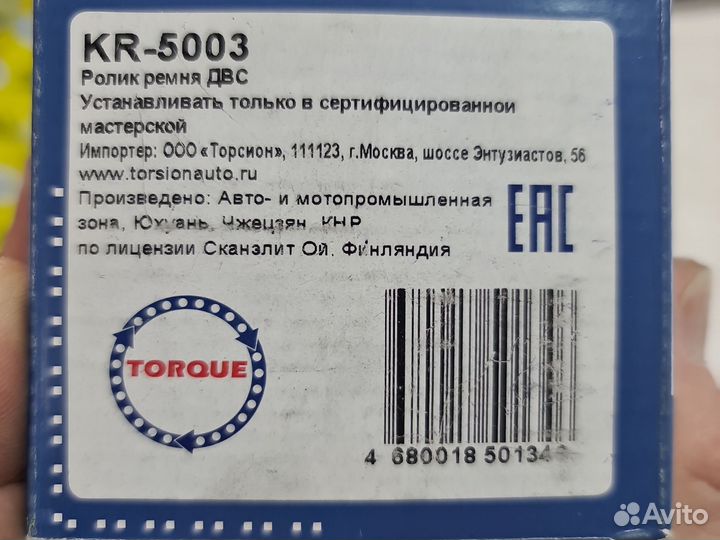 KR-5003
Ролик ремня ДВС
Устанавливать только в сертифицированной
мастерской
Импортер: ООО «Торсион», 111123, г.Москва, шоссе Энтузиастов, 56
www.torsionauto.ru
Произведено: Авто- и мотопромышленная
зона, Юхуань, Чжецзян, КНР
по лицензии Сканэлит Ой, Финляндия
EAC
TORQUE
4 680018 50134
Avito